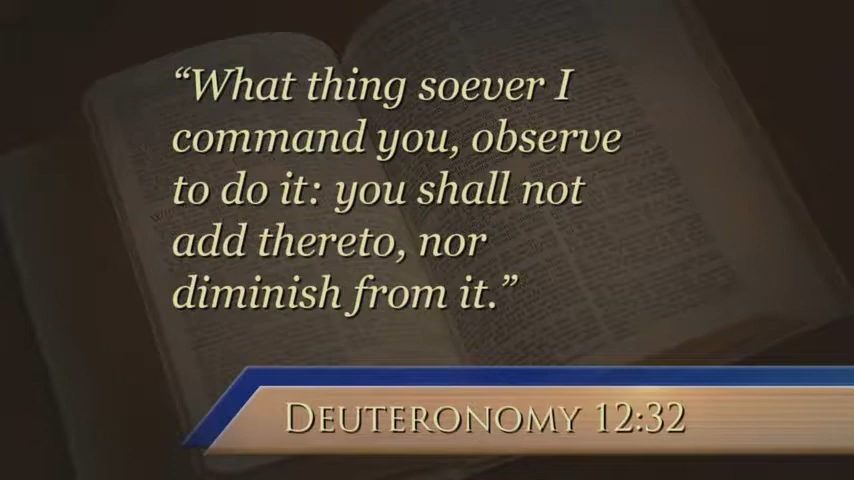 “What thing soever I
command you, observe
to do it: you shall not
add thereto, nor
diminish from it.”
DEUTERONOMY 12:32